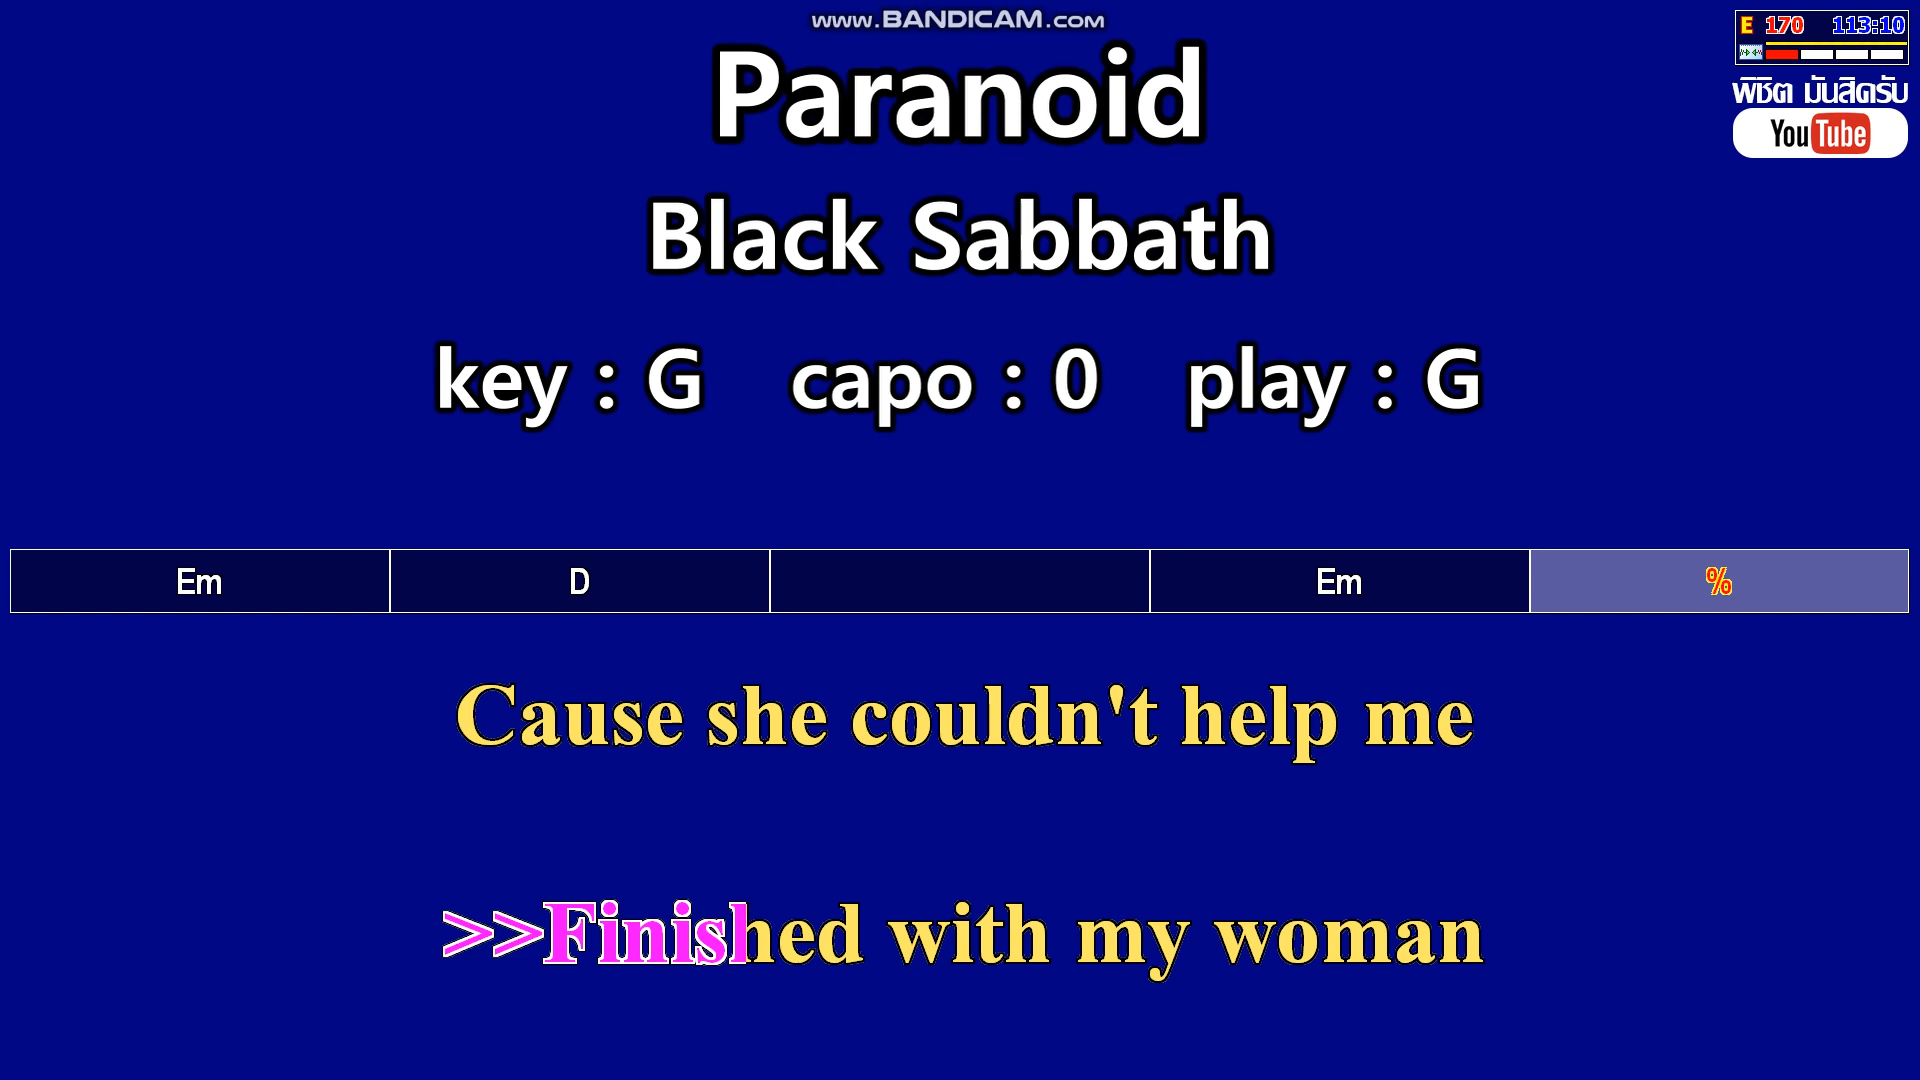 www.BANDICAM.com
E 170 113:10
พิชิต มันสิตรับ
YouTube
Paranoid
Black Sabbath
key : G capo : 0 play : G
Em D Em %
Cause she couldn't help me
>>Finished with my woman